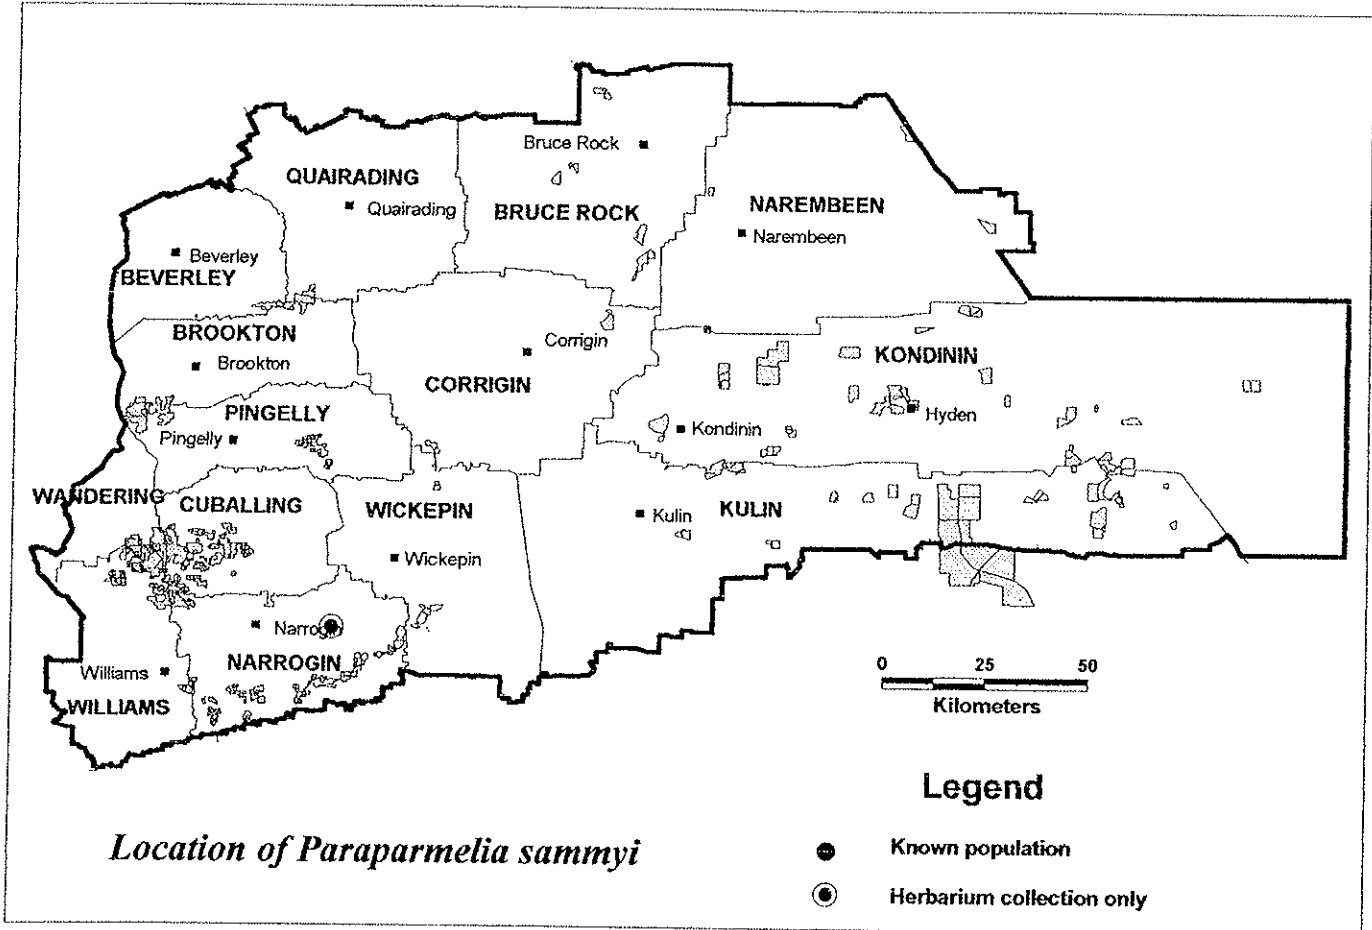 Bruce Rock
QUAIRADING
Quairading
BRUCE ROCK
NAREMBEEN
Narembeen
Beverley
BEVERLEY
BROOKTON
Brookton
Corrigin
CORRIGIN
KONDININ
Hyden
PINGELLY
Pingelly
Kondinin
WANDERING
CUBALLING
WICKEPIN
Kulin
KULIN
Wickepin
Narrogin
NARROGIN
Williams
WILLIAMS
0 25 50
Kilometers
Legend
Location of Paraparmelia sammyi
Known population
Herbarium collection only